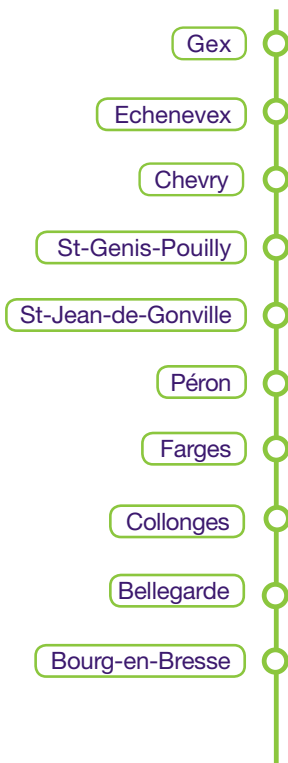 Gex
Echenevex
Chevry
St-Genis-Pouilly
St-Jean-de-Gonville
Péron
Farges
Collonges
Bellegarde
Bourg-en-Bresse